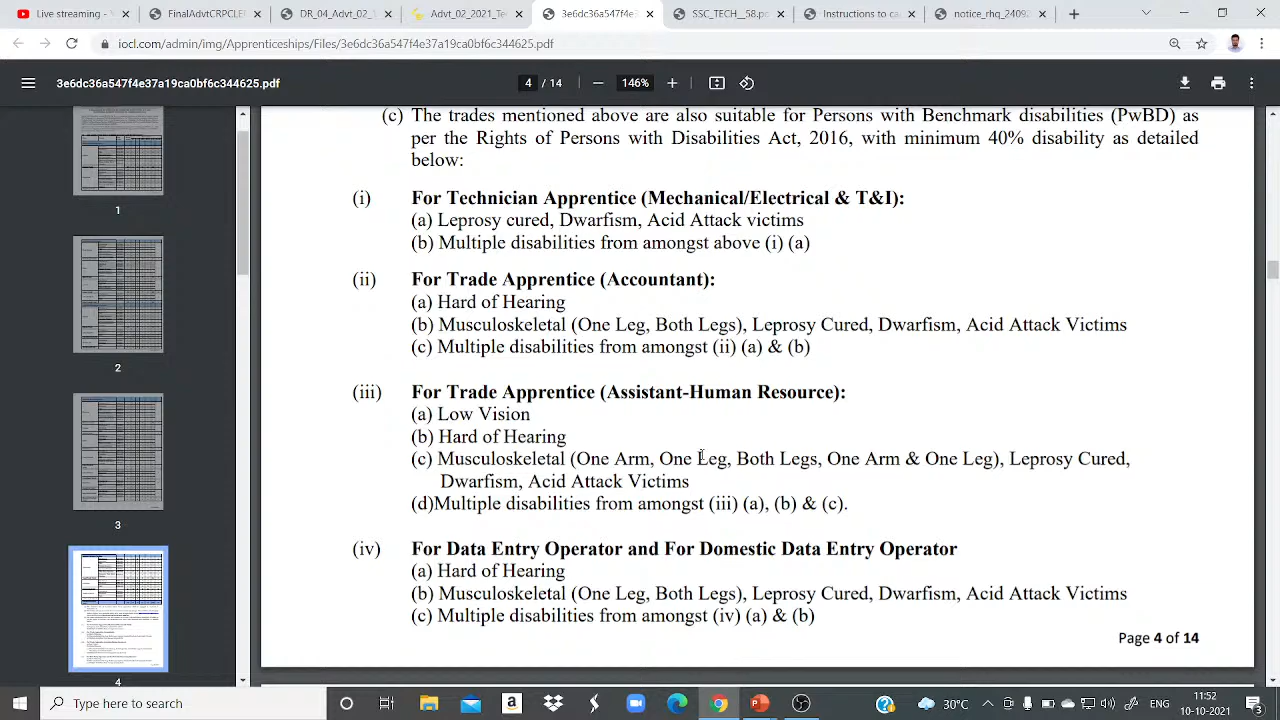 YouTube - Instream
FinalAdvtCRPCLE
DR_04_Advt_02_
Advt_02_2021_Te
3e6dc36a547f4e3
SSC
_58.pc
Instructions to ca
notice_hq_2409
iocl.com/admin/img/Apprenticeships/Files/3e6dc36a547f4e37a19ca0bf6c344625.pdf
3e6dc36a547f4e37a19ca0bf6c344625.pdf
4 / 14
146%
1
2
3
4
(c) The trades mentioned above are also suitable for Persons with Benchmark disabilities (PwBD) as
per the Rights of Persons with Disabilities Act, 2016, with minimum 40% disability as detailed
below:
(i) For Technician Apprentice (Mechanical/Electrical & T&I):
(a) Leprosy cured, Dwarfism, Acid Attack victims
(b) Multiple disabilities from amongst above (i) (a)
(ii) For Trade Apprentice (Accountant):
(a) Hard of Hearing
(b) Musculoskeletal (One Leg, Both Legs), Leprosy Cured, Dwarfism, Acid Attack Victims
(c) Multiple disabilities from amongst (ii) (a) & (b)
(iii) For Trade Apprentice (Assistant-Human Resource):
(a) Low Vision
(b) Hard of Hearing
(c) Musculoskeletal (One Arm, One Leg, Both Legs, One Arm & One Leg), Leprosy Cured,
Dwarfism, Acid Attack Victims
(d)Multiple disabilities from amongst (iii) (a), (b) & (c).
(iv) For Data Entry Operator and For Domestic Data Entry Operator
(a) Hard of Hearing
(b) Musculoskeletal (One Leg, Both Legs), Leprosy Cured, Dwarfism, Acid Attack Victims
(c) Multiple disabilities from amongst (iv) (a) & (b)
Page 4 of 14
Type here to search
30°C
11:52
10-10-2021